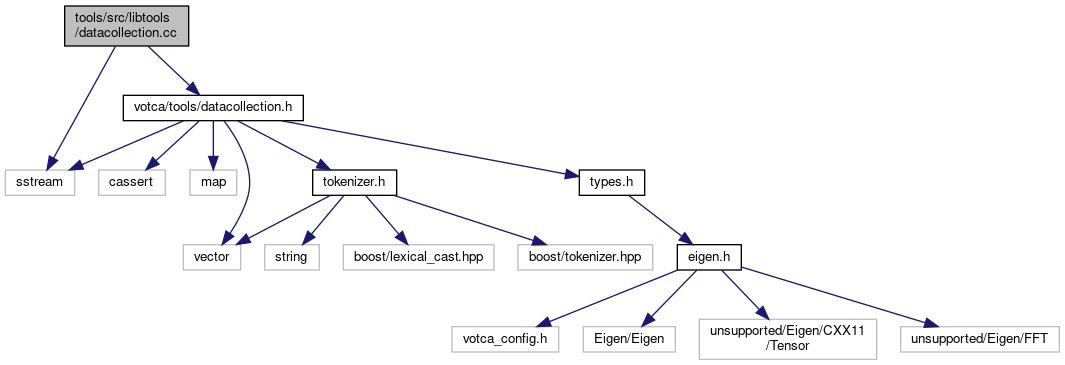 tools/src/libtools
/datacollection.cc
votca/tools/datacollection.h
sstream
cassert
map
tokenizer.h
types.h
vector
string
boost/lexical_cast.hpp
boost/tokenizer.hpp
eigen.h
votca_config.h
Eigen/Eigen
unsupported/Eigen/CXX11
/Tensor
unsupported/Eigen/FFT